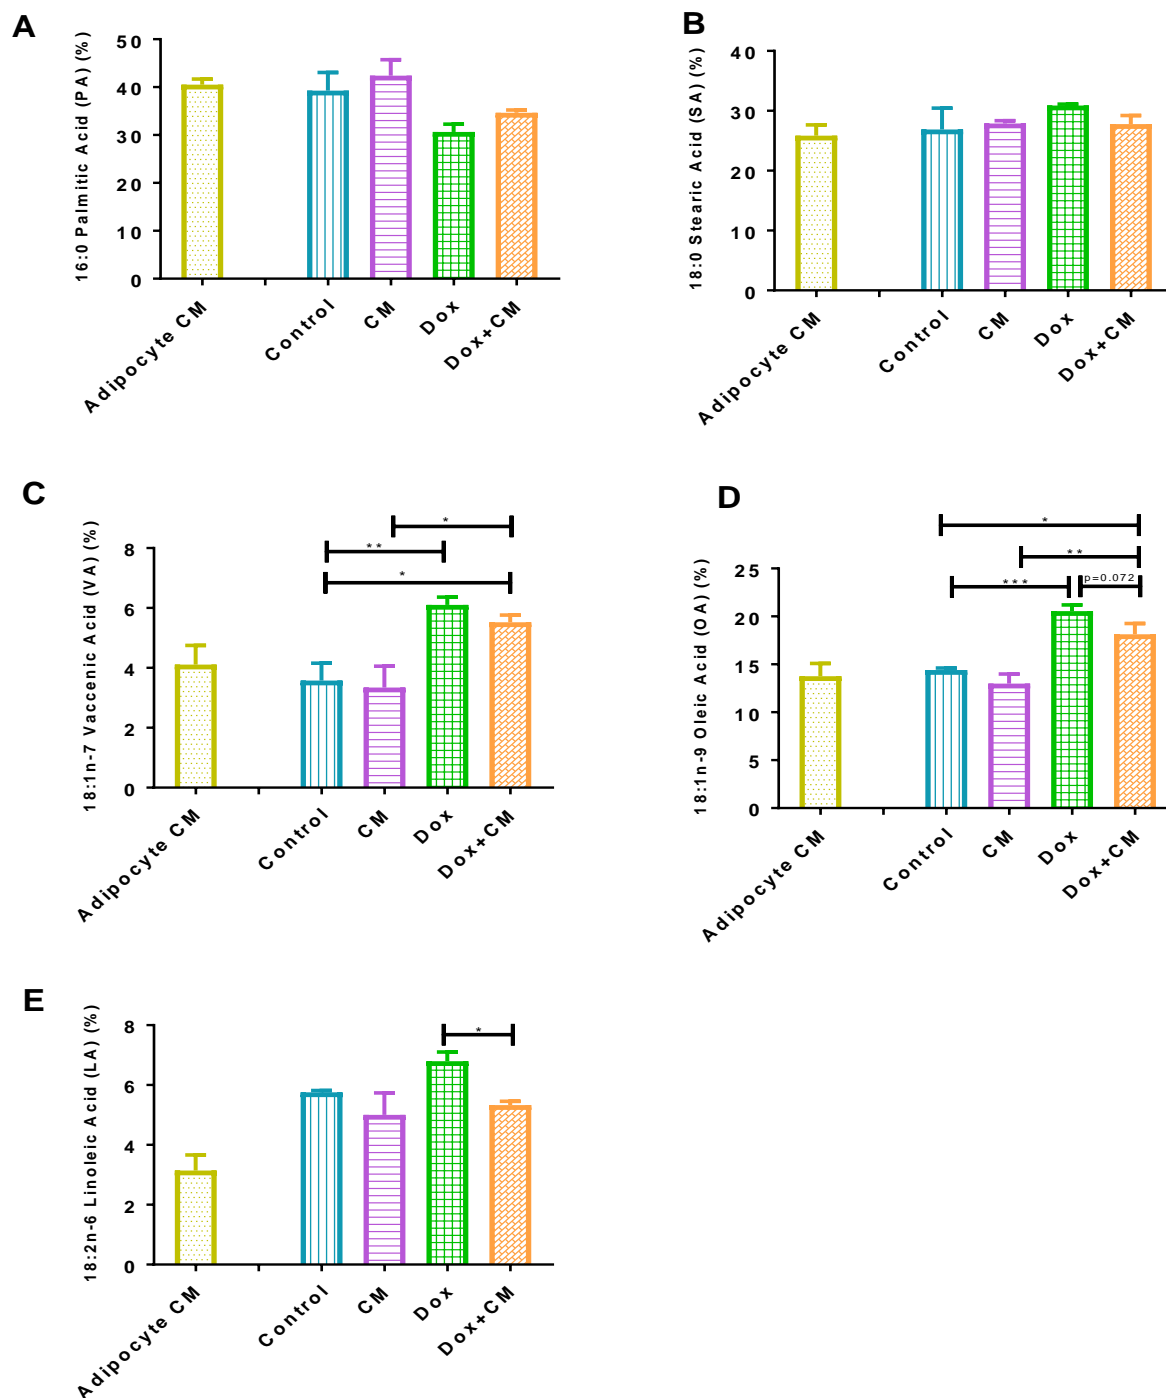 A
16:0 Palmitic Acid (PA) (%)
50
40
30
20
10
0
Adipocyte CM
Control
CM
Dox
Dox+CM
B
18:0 Stearic Acid (SA) (%)
40
30
20
10
0
Adipocyte CM
Control
CM
Dox
Dox+CM
C
18:1n-7 Vaccenic Acid (VA) (%)
8
6
4
2
0
*
**
*
Adipocyte CM
Control
CM
Dox
Dox+CM
D
18:1n-9 Oleic Acid (OA) (%)
25
20
15
10
5
0
*
**
***
p=0.072
Adipocyte CM
Control
CM
Dox
Dox+CM
E
18:2n-6 Linoleic Acid (LA) (%)
8
6
4
2
0
*
Adipocyte CM
Control
CM
Dox
Dox+CM